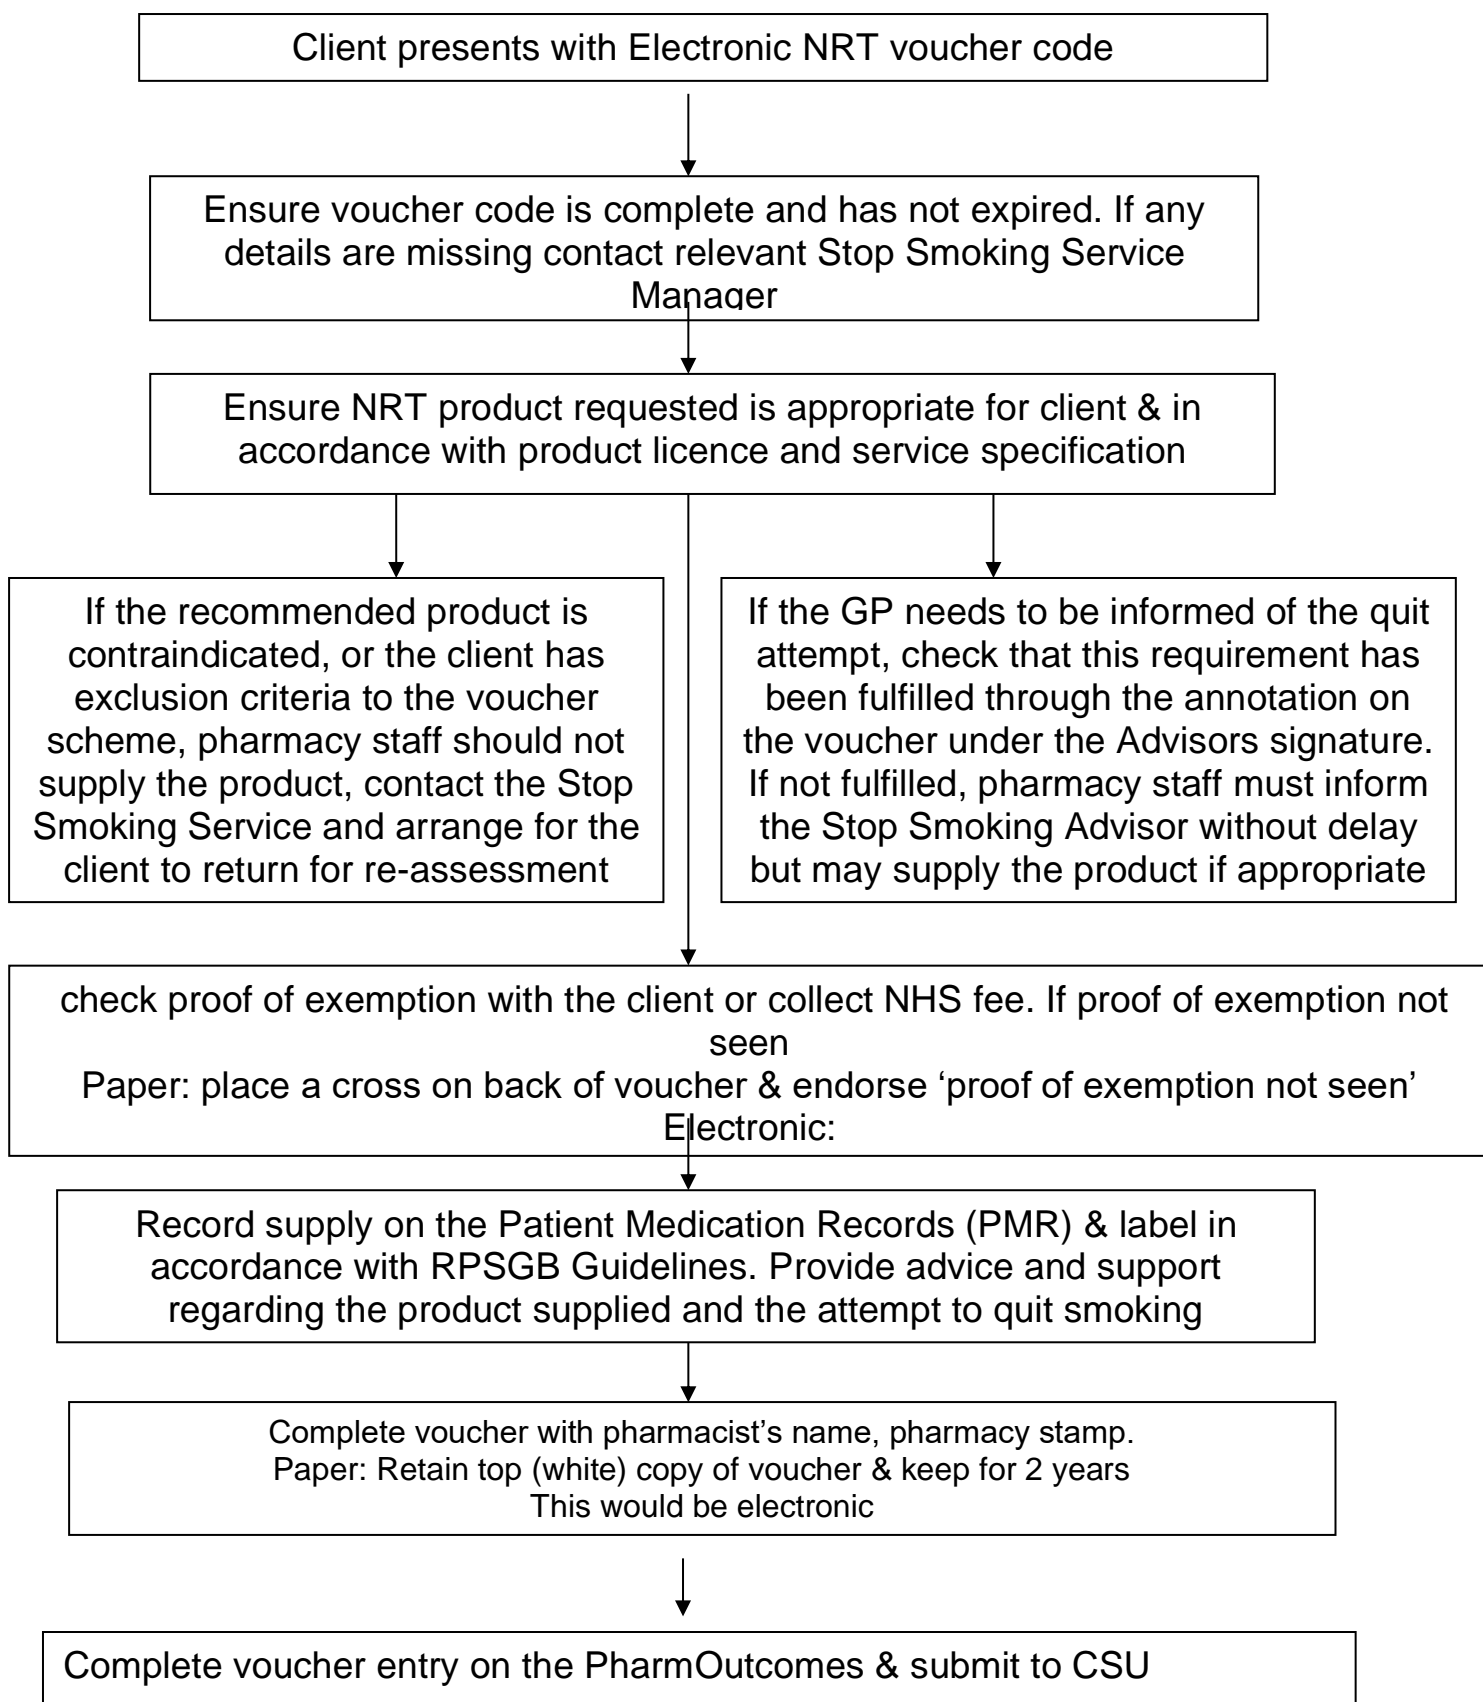 Client presents with Electronic NRT voucher code
Ensure voucher code is complete and has not expired. If any
details are missing contact relevant Stop Smoking Service
Manager
Ensure NRT product requested is appropriate for client & in
accordance with product licence and service specification
If the recommended product is
contraindicated, or the client has
exclusion criteria to the voucher
scheme, pharmacy staff should not
supply the product, contact the Stop
Smoking Service and arrange for the
client to return for re-assessment
If the GP needs to be informed of the quit
attempt, check that this requirement has
been fulfilled through the annotation on
the voucher under the Advisors signature.
If not fulfilled, pharmacy staff must inform
the Stop Smoking Advisor without delay
but may supply the product if appropriate
check proof of exemption with the client or collect NHS fee. If proof of exemption not
seen
Paper: place a cross on back of voucher & endorse ‘proof of exemption not seen’
Electronic:
Record supply on the Patient Medication Records (PMR) & label in
accordance with RPSGB Guidelines. Provide advice and support
regarding the product supplied and the attempt to quit smoking
Complete voucher with pharmacist’s name, pharmacy stamp.
Paper: Retain top (white) copy of voucher & keep for 2 years
This would be electronic
Complete voucher entry on the PharmOutcomes & submit to CSU